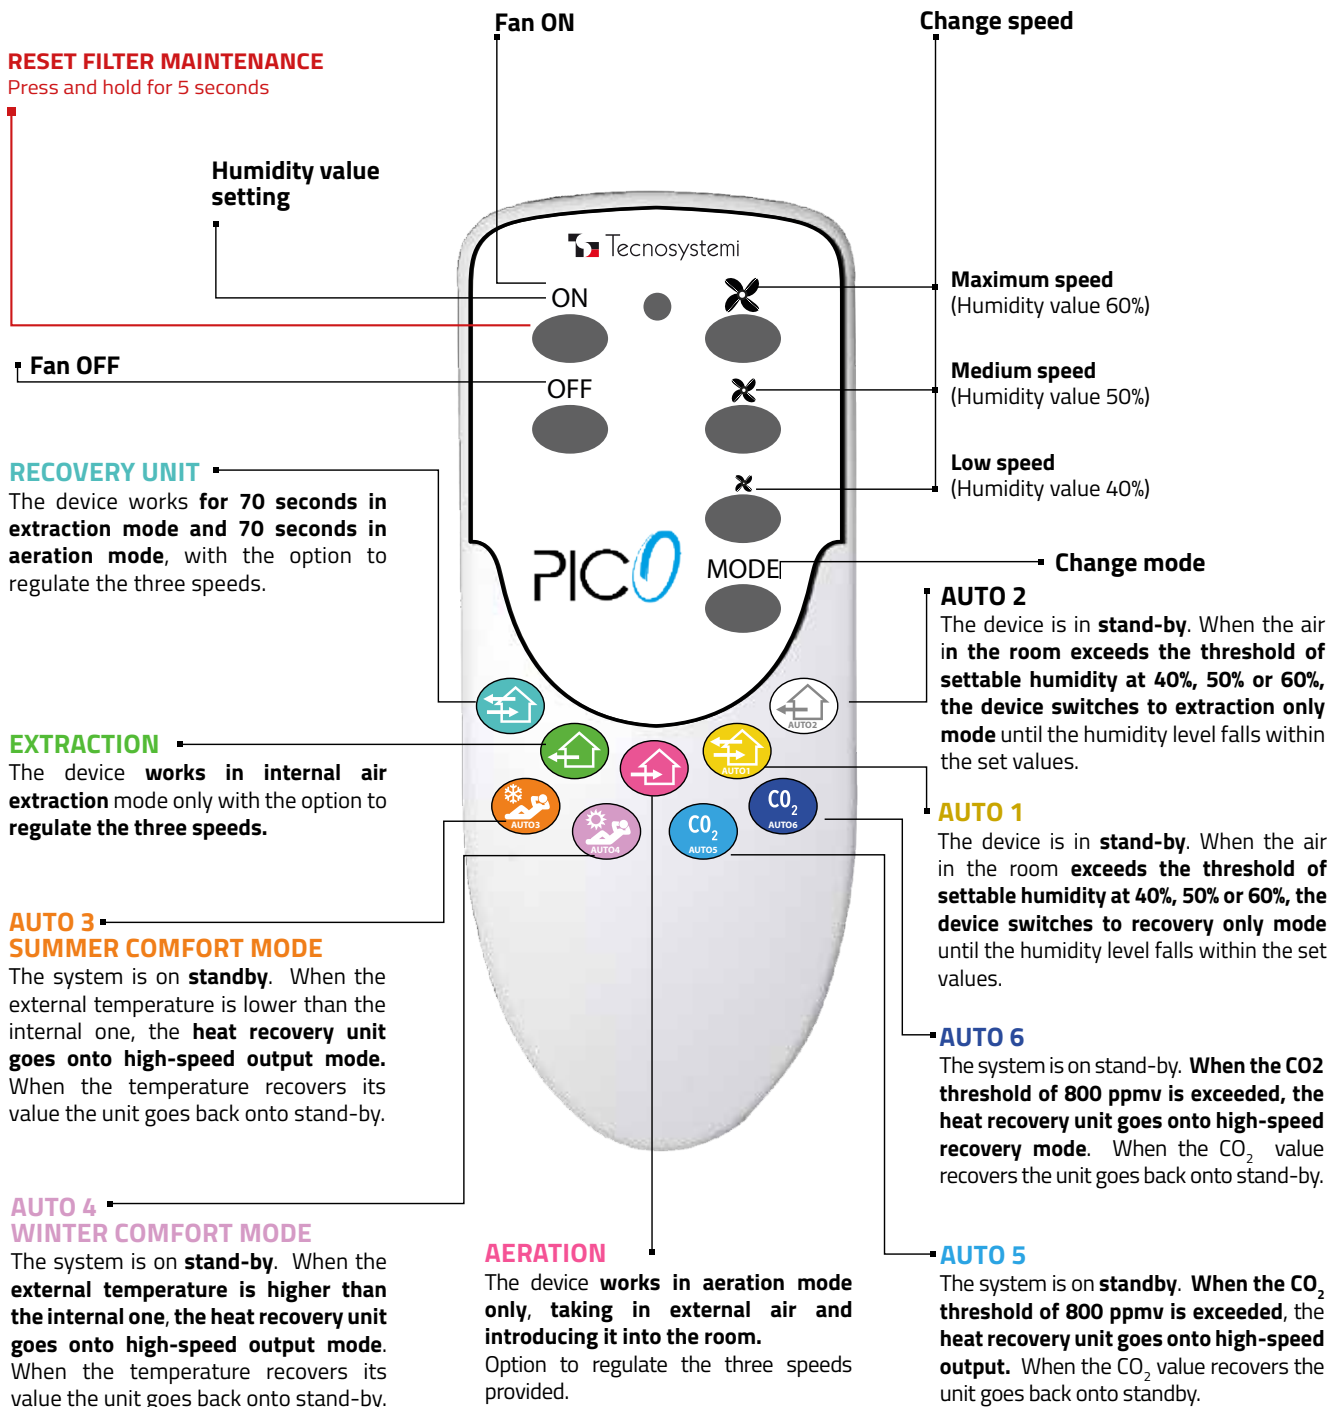 Fan ON
Change speed
RESET FILTER MAINTENANCE
Press and hold for 5 seconds
Humidity value
setting
Tecnosystemi
ON
Maximum speed
(Humidity value 60%)
Fan OFF
OFF
Medium speed
(Humidity value 50%)
Low speed
(Humidity value 40%)
RECOVERY UNIT
The device works for 70 seconds in
extraction mode and 70 seconds in
aeration mode, with the option to
regulate the three speeds.
PICO
MODE
Change mode
AUTO 2
The device is in stand-by. When the air
in the room exceeds the threshold of
settable humidity at 40%, 50% or 60%,
the device switches to extraction only
mode until the humidity level falls within
the set values.
AUTO2
EXTRACTION
The device works in internal air
extraction mode only with the option to
regulate the three speeds.
AUTO1
AUTO3
AUTO4
CO2
AUTO5
CO2
AUTO6
AUTO 1
The device is in stand-by. When the air
in the room exceeds the threshold of
settable humidity at 40%, 50% or 60%, the
device switches to recovery only mode
until the humidity level falls within the set
values.
AUTO 3
SUMMER COMFORT MODE
The system is on standby. When the
external temperature is lower than the
internal one, the heat recovery unit
goes onto high-speed output mode.
When the temperature recovers its
value the unit goes back onto stand-by.
AUTO 6
The system is on stand-by. When the CO2
threshold of 800 ppmv is exceeded, the
heat recovery unit goes onto high-speed
recovery mode. When the CO2 value
recovers the unit goes back onto stand-by.
AUTO 4
WINTER COMFORT MODE
The system is on stand-by. When the
external temperature is higher than
the internal one, the heat recovery unit
goes onto high-speed output mode.
When the temperature recovers its
value the unit goes back onto stand-by.
AERATION
The device works in aeration mode
only, taking in external air and
introducing it into the room.
Option to regulate the three speeds
provided.
AUTO 5
The system is on standby. When the CO2
threshold of 800 ppmv is exceeded, the
heat recovery unit goes onto high-speed
output. When the CO2 value recovers the
unit goes back onto standby.